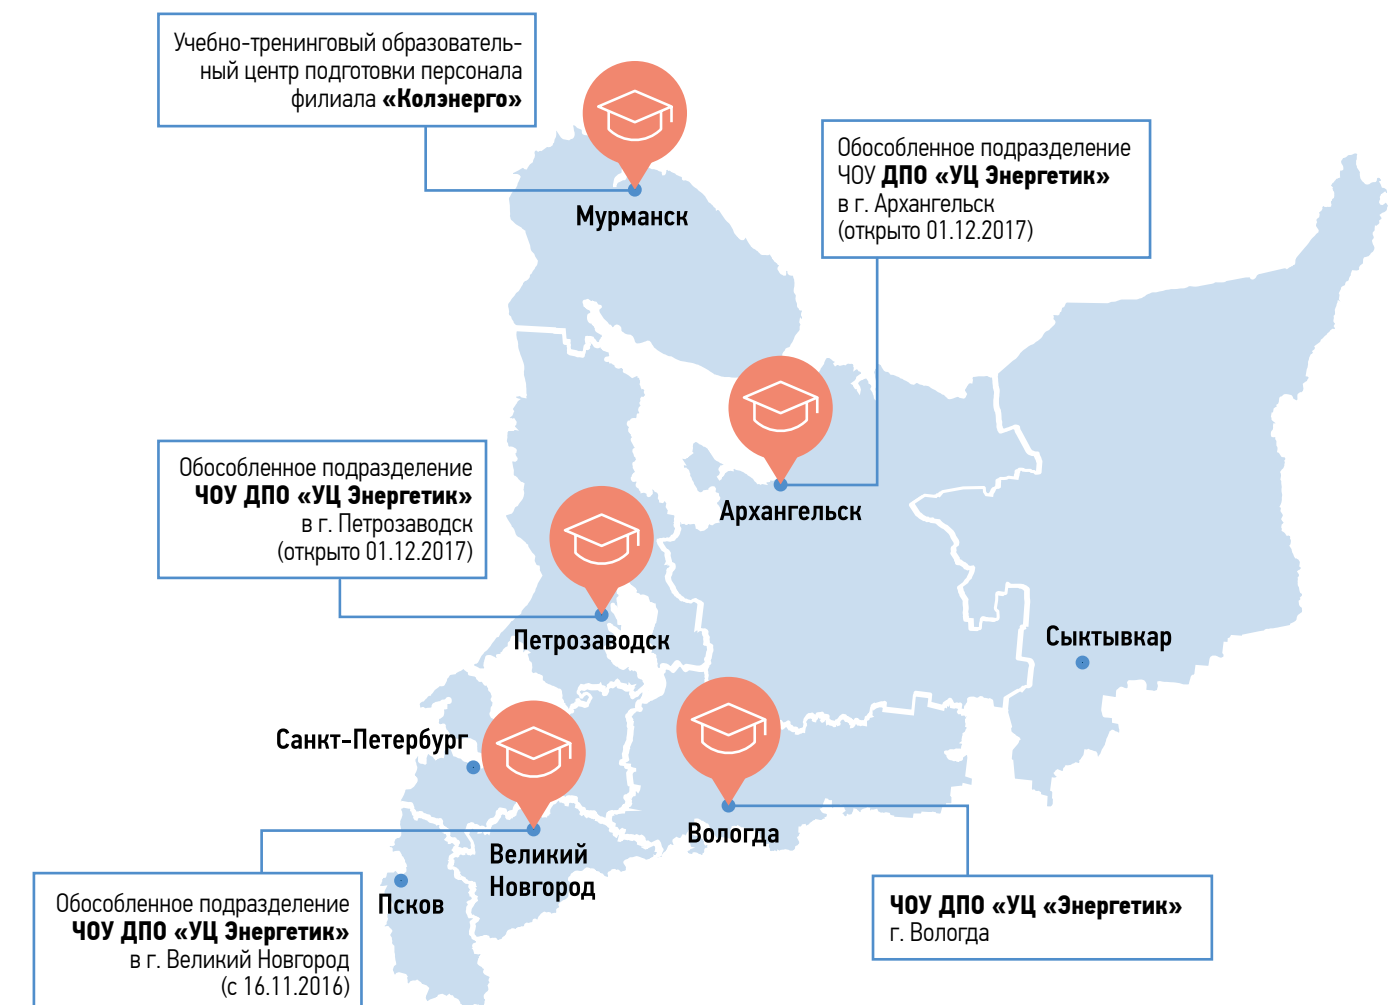 Учебно-тренинговый образователь-
ный центр подготовки персонала
филиала «Колэнерго»
Мурманск
Обособленное подразделение
ЧОУ ДПО «УЦ Энергетик»
в г. Архангельск
(открыто 01.12.2017)
Архангельск
Обособленное подразделение
ЧОУ ДПО «УЦ Энергетик»
в г. Петрозаводск
(открыто 01.12.2017)
Петрозаводск
Сыктывкар
Санкт-Петербург
Вологда
Великий
Новгород
Псков
Обособленное подразделение
ЧОУ ДПО «УЦ Энергетик»
в г. Великий Новгород
(с 16.11.2016)
ЧОУ ДПО «УЦ «Энергетик»
г. Вологда